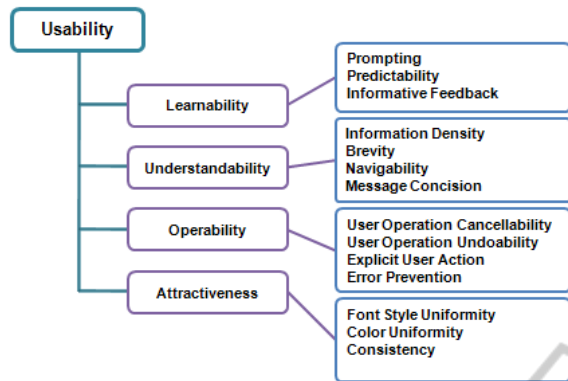 Usability
Learnability
Prompting
Predictability
Informative Feedback
Understandability
Information Density
Brevity
Navigability
Message Concision
Operability
User Operation Cancellability
User Operation Undoability
Explicit User Action
Error Prevention
Attractiveness
Font Style Uniformity
Color Uniformity
Consistency